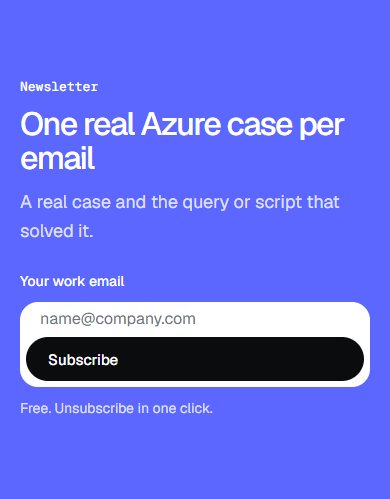 Newsletter
One real Azure case per
email
A real case and the query or script that
solved it.
Your work email
name@company.com
Subscribe
Free. Unsubscribe in one click.